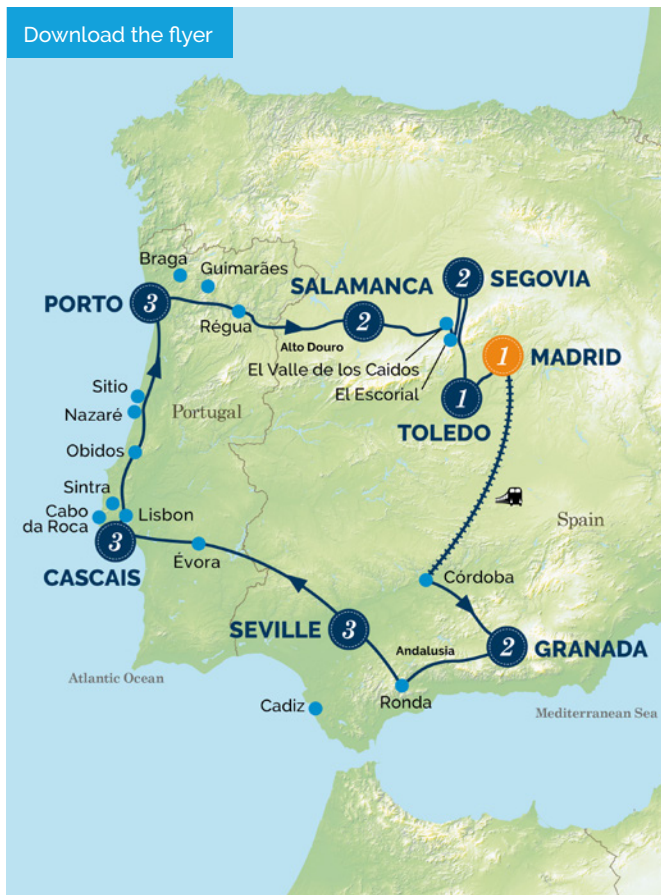 Download the flyer
Braga
Guimarães
PORTO
3
Régua
SALAMANCA
2
2
SEGOVIA
Alto Douro
El Valle de los Caidos
El Escorial
1
MADRID
1
TOLEDO
Sitio
Nazaré
Portugal
Obidos
Sintra
Cabo
da Roca
Lisbon
3
CASCAIS
Évora
Spain
Córdoba
SEVILLE
3
Andalusia
2
GRANADA
Atlantic Ocean
Cadiz
Ronda
Mediterranean Sea